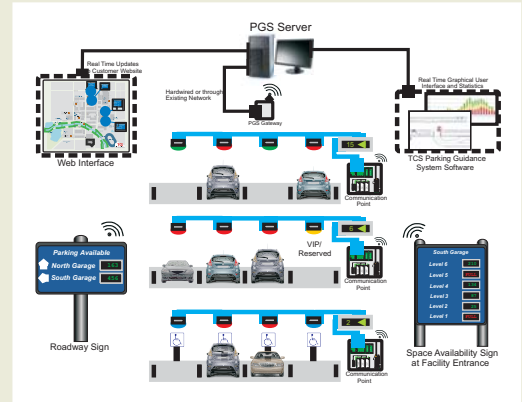 PGS Server
Real Time Updates
Customer Website
Real Time Graphical User
Interface and Statistics
Hardwired or through
Existing Network
PGS Gateway
Web Interface
TCS Parking Guidance
System Software
15
Communication
Point
6
VIP/
Reserved
Communication
Point
Parking Available
North Garage
South Garage
Roadway Sign
South Garage
Level 6
Level 5
Level 4
Level 3
Level 2
Level 1
Space Availability Sign
at Facility Entrance
2
Communication
Point